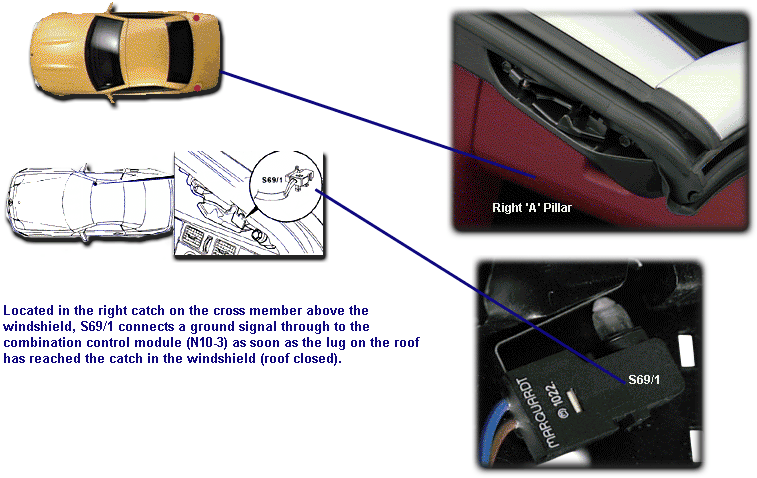 S69/1
Right 'A' Pillar
Located in the right catch on the cross member above the
windshield, S69/1 connects a ground signal through to the
combination control module (N10-3) as soon as the lug on the roof
has reached the catch in the windshield (roof closed).
S69/1
MARQUARDT
1022.